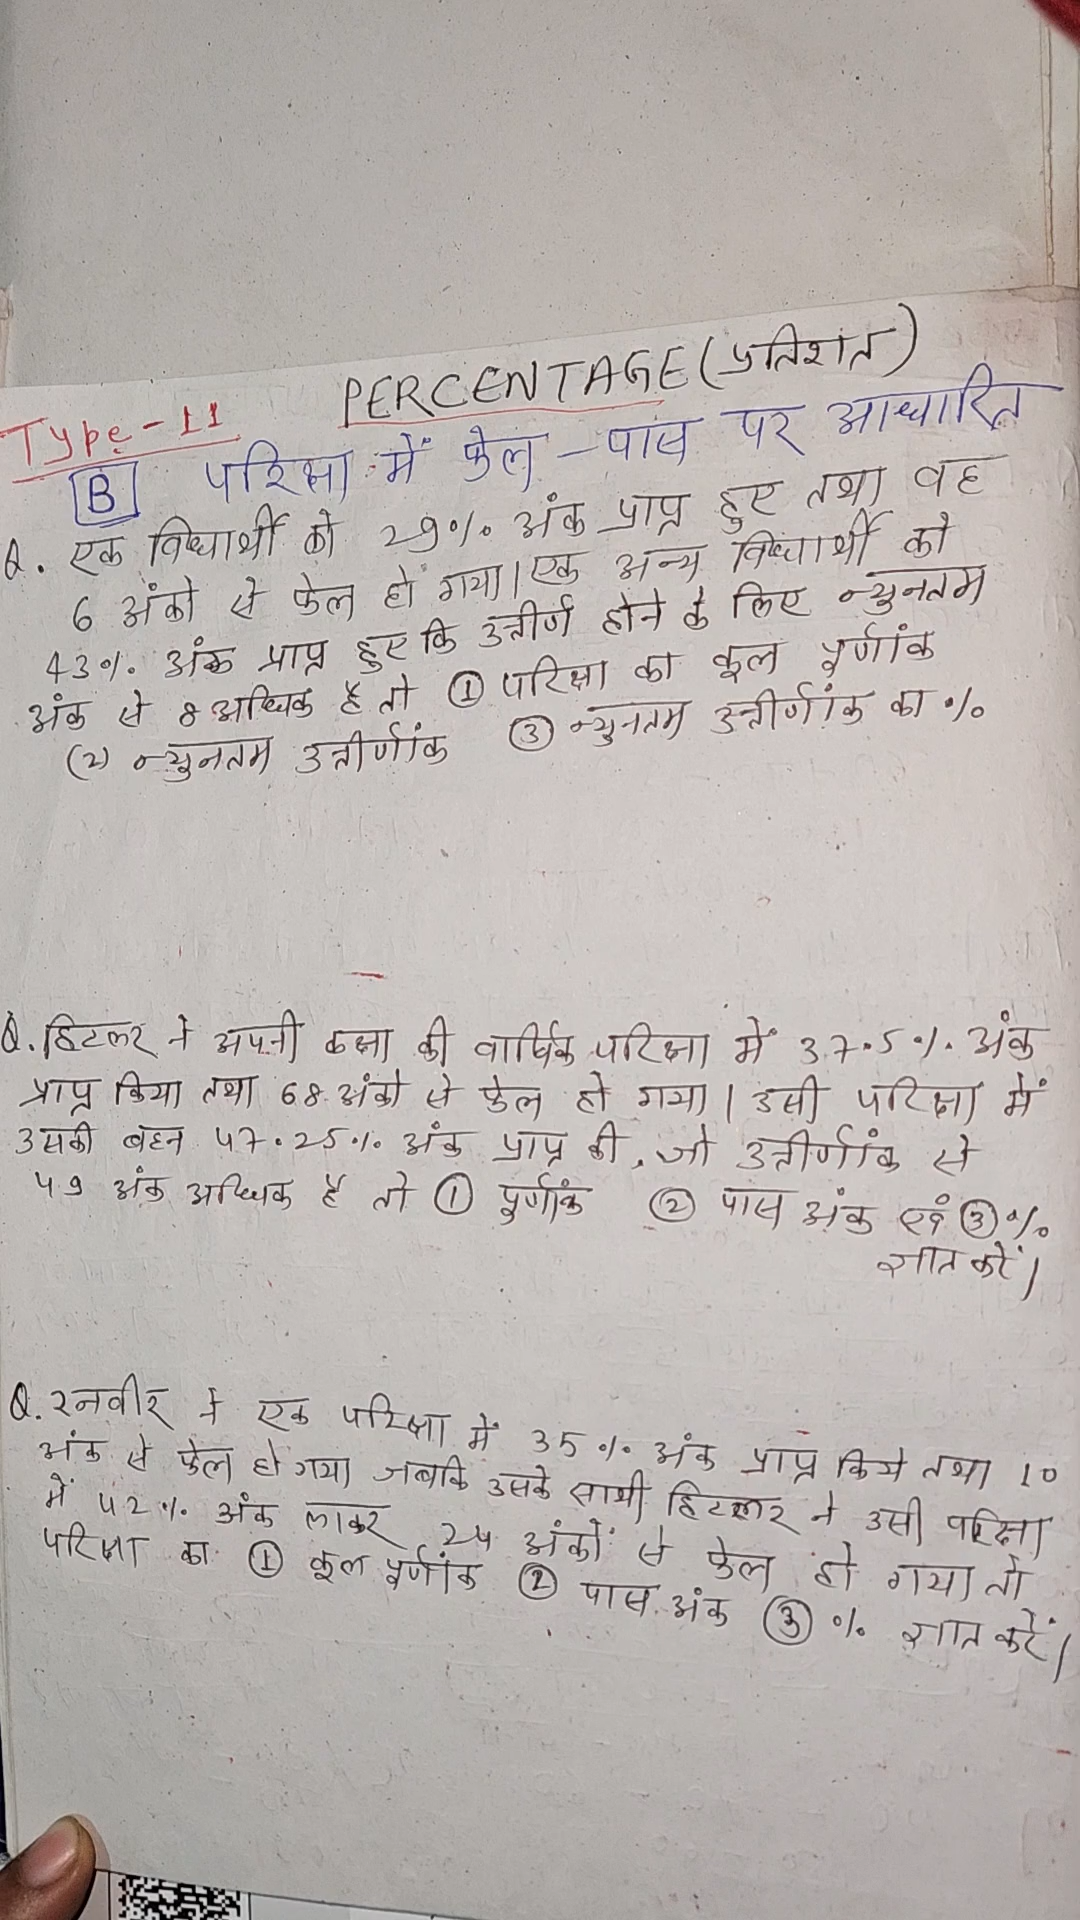 PERCENTAGE (प्रतिशत)
Type-11
B परिक्षा में फेल-पास पर आधारित
Q. एक विधार्थी को 29% अंक प्राप्त हुए तथा वह
6 अंको से फेल हो गया। एक अन्य विधार्थी को
43% अंक प्राप्त हुए कि उत्तीर्ण होने के लिए न्युनतम
अंक से 8 अधिक है तो ① परिक्षा का कूल पूर्णांक
(2) न्युनतम उत्तीर्णांक ③ न्युनतम उत्तीर्णांक का %
Q. हिटलर ने अपनी कक्षा की वार्षिक परिक्षा में 37.5% अंक
प्राप्त किया तथा 68 अंको से फेल हो गया। उसी परिक्षा में
उसकी बहन 47.25% अंक प्राप्त की, जो उत्तीर्णांक से
49 अंक अधिक है तो ① पूर्णांक ② पास अंक एवं ③ %
ज्ञात करें।
Q. रनवीर ने एक परिक्षा में 35% अंक प्राप्त किये तथा 10
अंक से फेल हो गया जबकि उसके साथी हिटलर ने उसी परिक्षा
में 42% अंक लाकर 24 अंकों से फेल हो गया तो
परिक्षा का ① कूल पूर्णांक ② पास अंक ③ % ज्ञात करें।